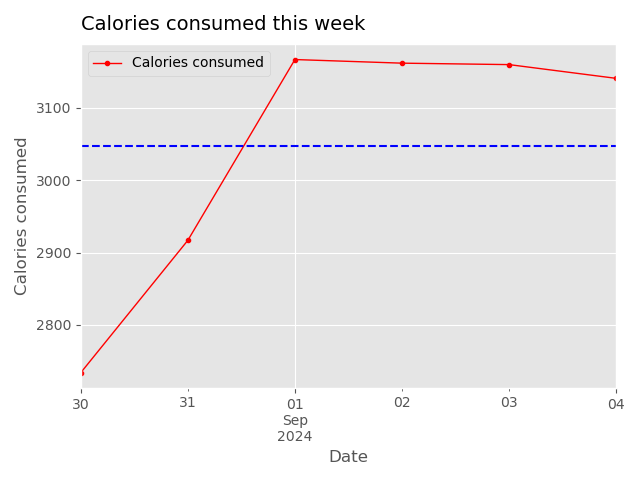 Calories consumed this week
Calories consumed
3100
3000
2900
2800
Calories consumed
30
31
01
02
03
04
Sep
2024
Date